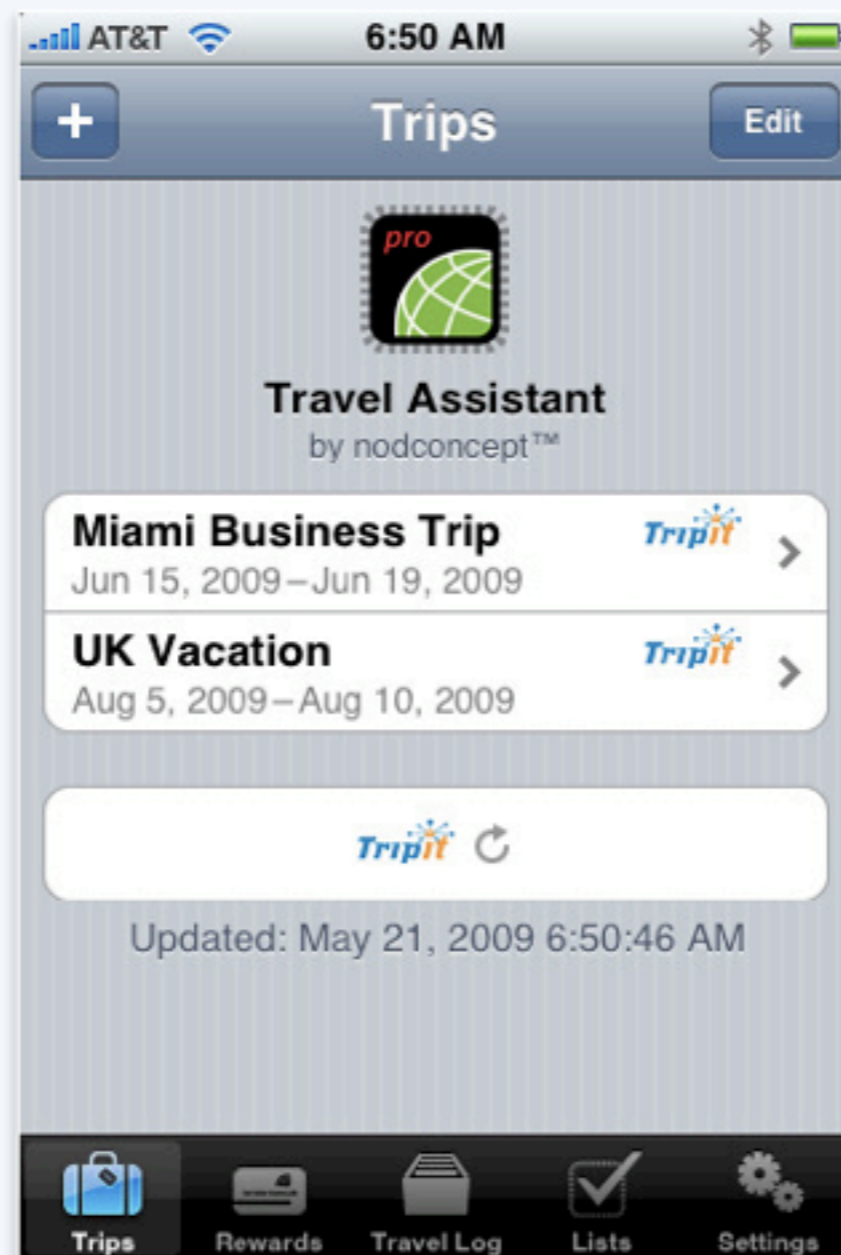 AT&T 6:50 AM
+ Trips Edit
pro
Travel Assistant
by nodconcept™
Miami Business Trip Tripit
Jun 15, 2009–Jun 19, 2009
UK Vacation Tripit
Aug 5, 2009–Aug 10, 2009
Tripit
Updated: May 21, 2009 6:50:46 AM
Trips Rewards Travel Log Lists Settings